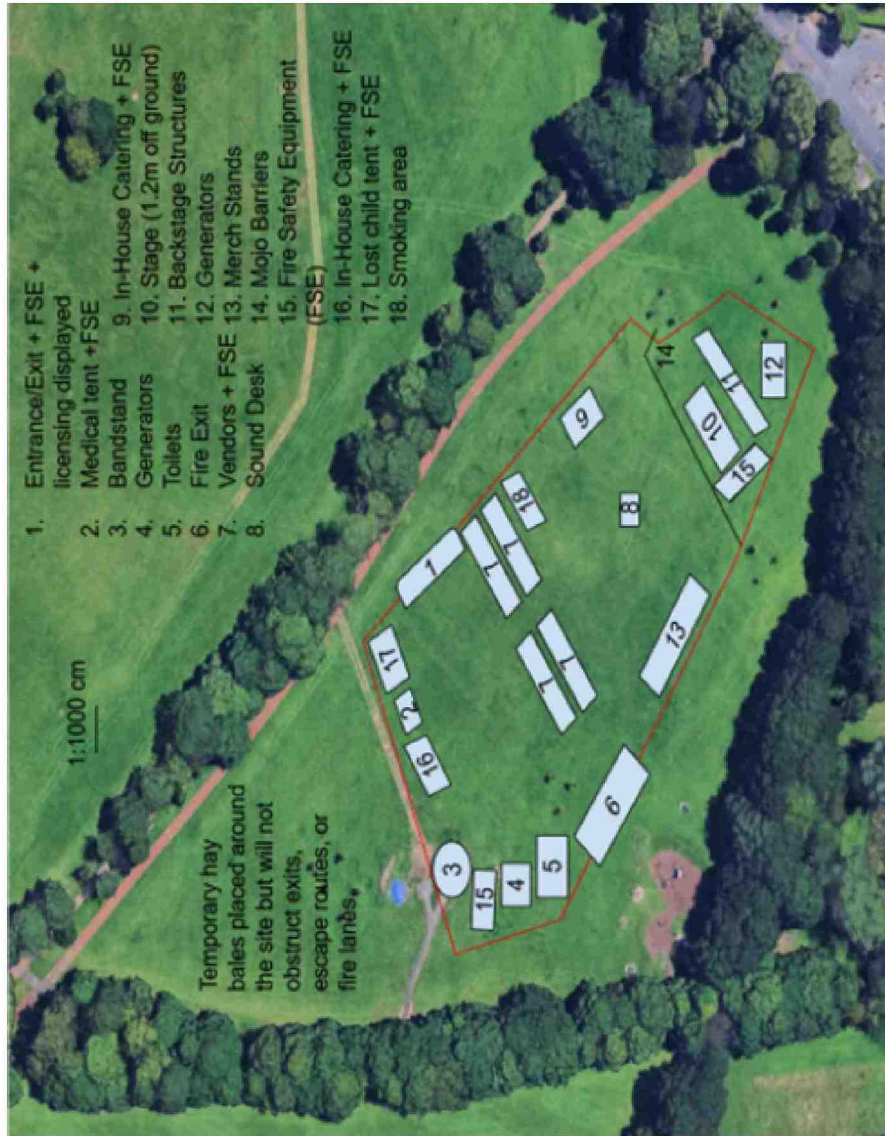 1. Entrance/Exit + FSE +
licensing displayed
2. Medical tent +FSE
3. Bandstand
4. Generators
5. Toilets
6. Fire Exit
7. Vendors + FSE
8. Sound Desk
9. In-House Catering + FSE
10. Stage (1.2m off ground)
11. Backstage Structures
12. Generators
13. Merch Stands
14. Mojo Barriers
15. Fire Safety Equipment
(FSE)
16. In-House Catering + FSE
17. Lost child tent + FSE
18. Smoking area
1:1000 cm
Temporary hay
bales placed around
the site but will not
obstruct exits,
escape routes, or
fire lanes,
3
15
4
5
16
2
17
6
1
7
7
7
7
18
13
8
9
14
15
10
11
12